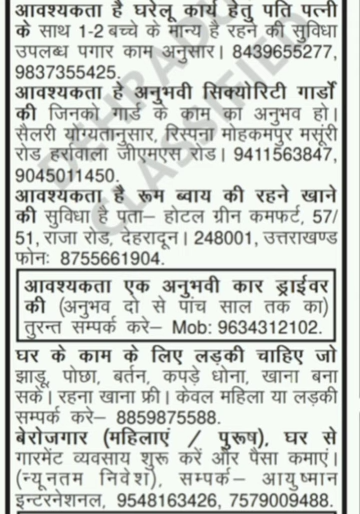 आवश्यकता है घरेलू कार्य हेतु पति पत्नी
के साथ 1-2 बच्चे के मान्य है रहने की सुविधा
उपलब्ध पगार काम अनुसार। 8439655277,
9837355425.
आवश्यकता है अनुभवी सिक्योरिटी गार्डो
की जिनको गार्ड के काम का अनुभव हो।
सैलरी योग्यतानुसार, रिस्पना मोहकमपुर मसूंरी
रोड हर्रावाला जीएमएस रोड। 9411563847,
9045011450.
आवश्यकता है रूम ब्वाय की रहने खाने
की सुविधा है पता– होटल ग्रीन कमफर्ट, 57/
51, राजा रोड, देहरादून। 248001, उत्तराखण्ड
फोनः 8755661904.
आवश्यकता एक अनुभवी कार ड्राईवर
की (अनुभव दो से पांच साल तक का)
तुरन्त सम्पर्क करे– Mob: 9634312102.
घर के काम के लिए लड़की चाहिए जो
झाडू, पोछा, बर्तन, कपड़े धोना, खाना बना
सके। रहना खाना फ्री। केवल महिला या लडकी
सम्पर्क करे– 8859875588.
बेरोजगार (महिलाएं / पुरूष), घर से
गारमेंट व्यवसाय शुरू करें और पैसा कमाएं।
(न्यूनतम निवेश), सम्पर्क– आयुष्मान
इन्टरनेशनल, 9548163426, 7579009488.
DEHRADUN
CLASSIFIED